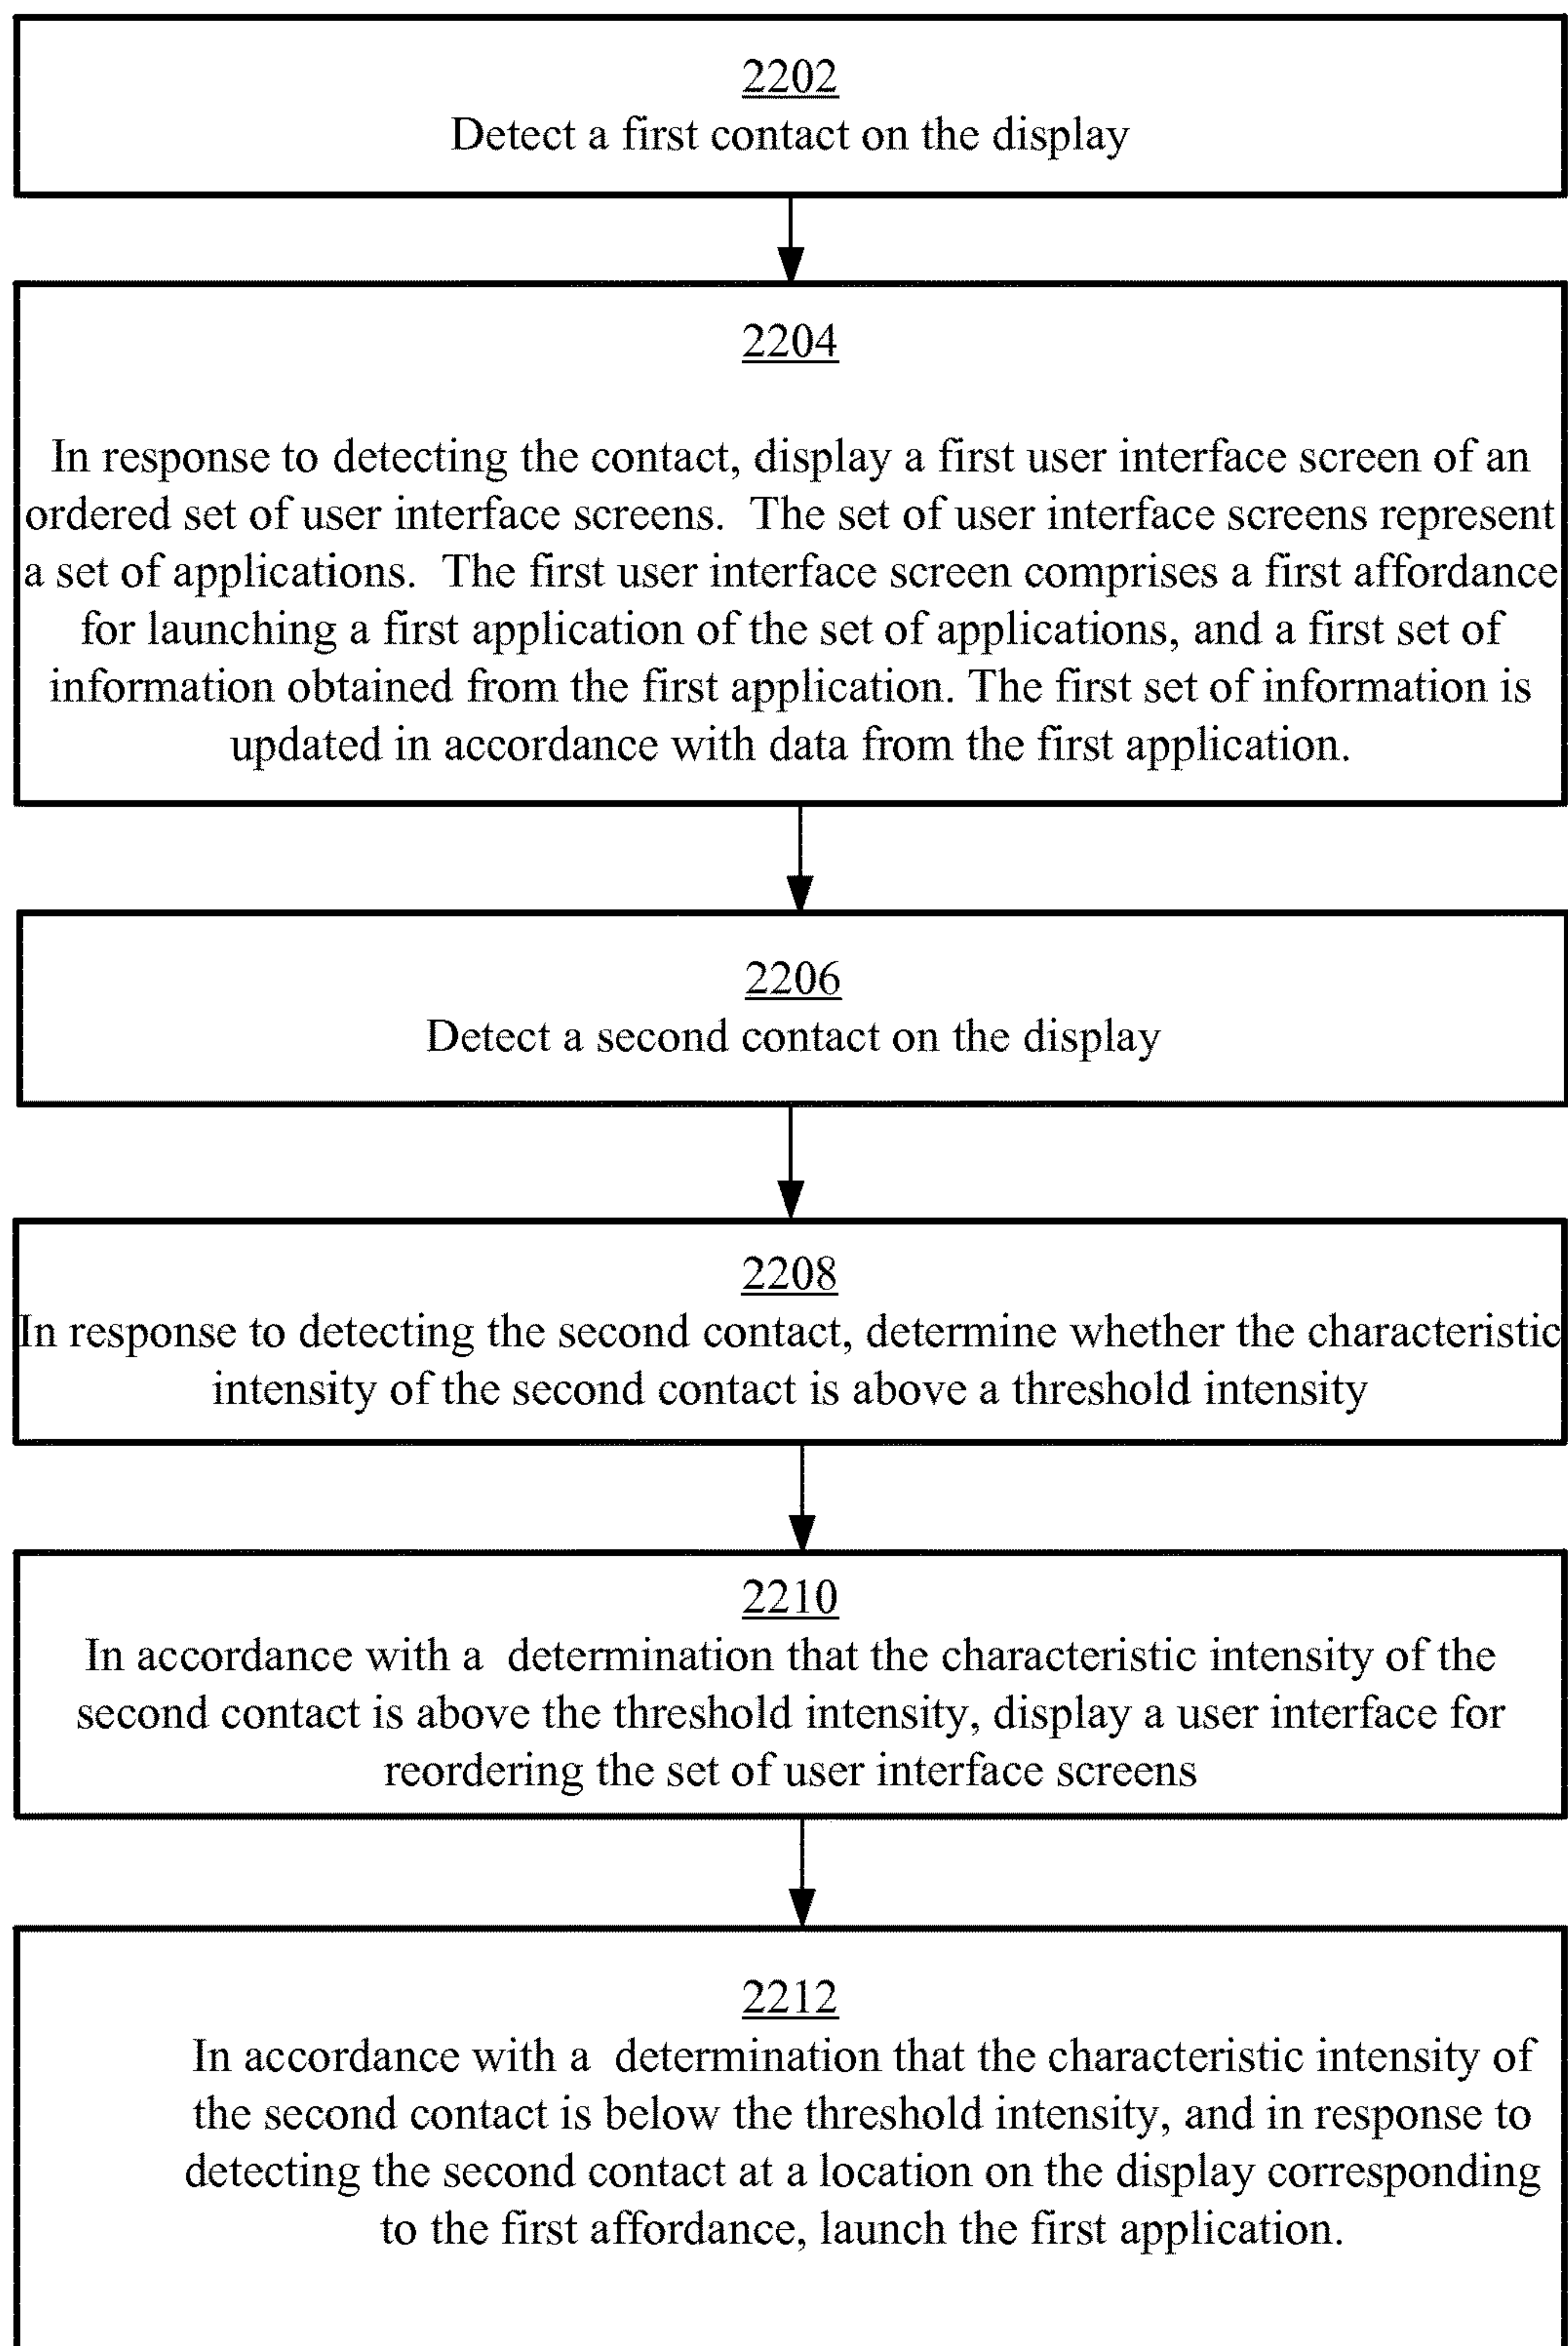 2202
Detect a first contact on the display
2204
In response to detecting the contact, display a first user interface screen of an
ordered set of user interface screens.  The set of user interface screens represent
a set of applications.  The first user interface screen comprises a first affordance
for launching a first application of the set of applications, and a first set of
information obtained from the first application. The first set of information is
updated in accordance with data from the first application.
2206
Detect a second contact on the display
2208
In response to detecting the second contact, determine whether the characteristic
intensity of the second contact is above a threshold intensity
2210
In accordance with a  determination that the characteristic intensity of the
second contact is above the threshold intensity, display a user interface for
reordering the set of user interface screens
2212
In accordance with a  determination that the characteristic intensity of
the second contact is below the threshold intensity, and in response to
detecting the second contact at a location on the display corresponding
to the first affordance, launch the first application.